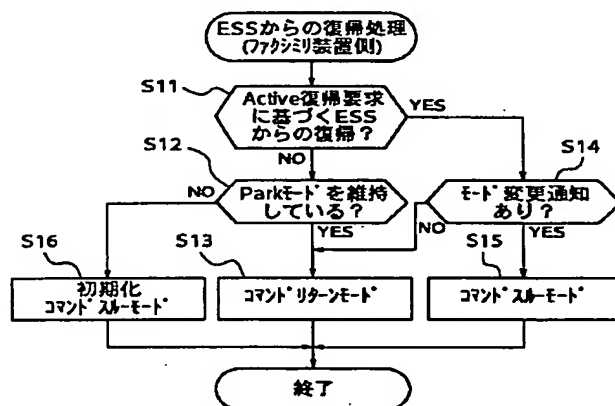 ESSからの復帰処理
(ファクシミリ装置側)
S11
Active復帰要求
に基づくESS
からの復帰？
YES
NO
S12
S14
NO
Parkモードを維持
している？
モード変更通知
あり？
YES
NO
YES
S16
S13
S15
初期化
コマンドスルーモード
コマンドリターンモード
コマンドスルーモード
終了